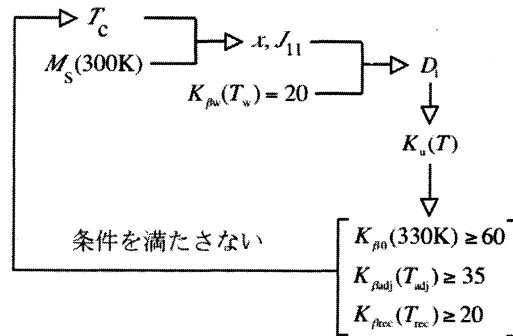 T_c
M_S(300K)
x, J_11
K_βw(T_w) = 20
D_i
K_u(T)
条件を満たさない
K_β0(330K) ≥ 60
K_βadj(T_adj) ≥ 35
K_βrec(T_rec) ≥ 20